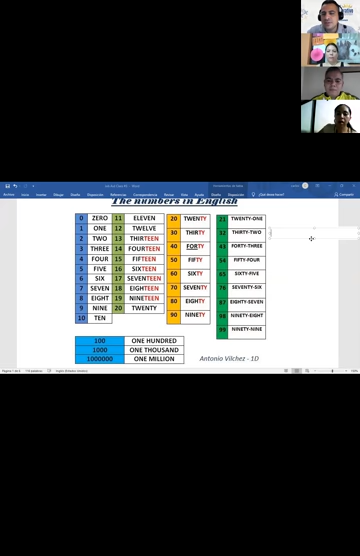 The numbers in English
0 ZERO 11 ELEVEN 20 TWENTY 21 TWENTY-ONE
1 ONE 12 TWELVE 30 THIRTY 32 THIRTY-TWO
2 TWO 13 THIRTEEN 40 FORTY 43 FORTY-THREE
3 THREE 14 FOURTEEN 50 FIFTY 54 FIFTY-FOUR
4 FOUR 15 FIFTEEN 60 SIXTY 65 SIXTY-FIVE
5 FIVE 16 SIXTEEN 70 SEVENTY 76 SEVENTY-SIX
6 SIX 17 SEVENTEEN 80 EIGHTY 87 EIGHTY-SEVEN
7 SEVEN 18 EIGHTEEN 90 NINETY 98 NINETY-EIGHT
8 EIGHT 19 NINETEEN 99 NINETY-NINE
9 NINE 20 TWENTY
10 TEN
100 ONE HUNDRED
1000 ONE THOUSAND
1000000 ONE MILLION
Antonio Vilchez - 1D